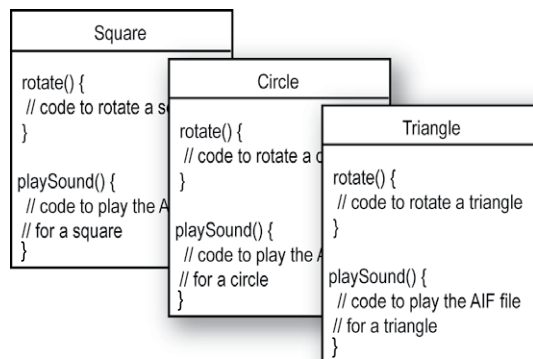 Square
rotate() {
// code to rotate a
}
playSound() {
// code to play the
// for a square
}
Circle
rotate() {
// code to rotate a
}
playSound() {
// code to play the
// for a circle
}
Triangle
rotate() {
// code to rotate a triangle
}
playSound() {
// code to play the AIF file
// for a triangle
}